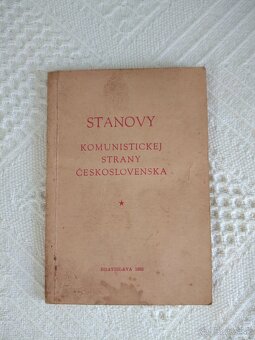 STANOVY
KOMUNISTICKEJ
STRANY
ČESKOSLOVENSKA
BRATISLAVA